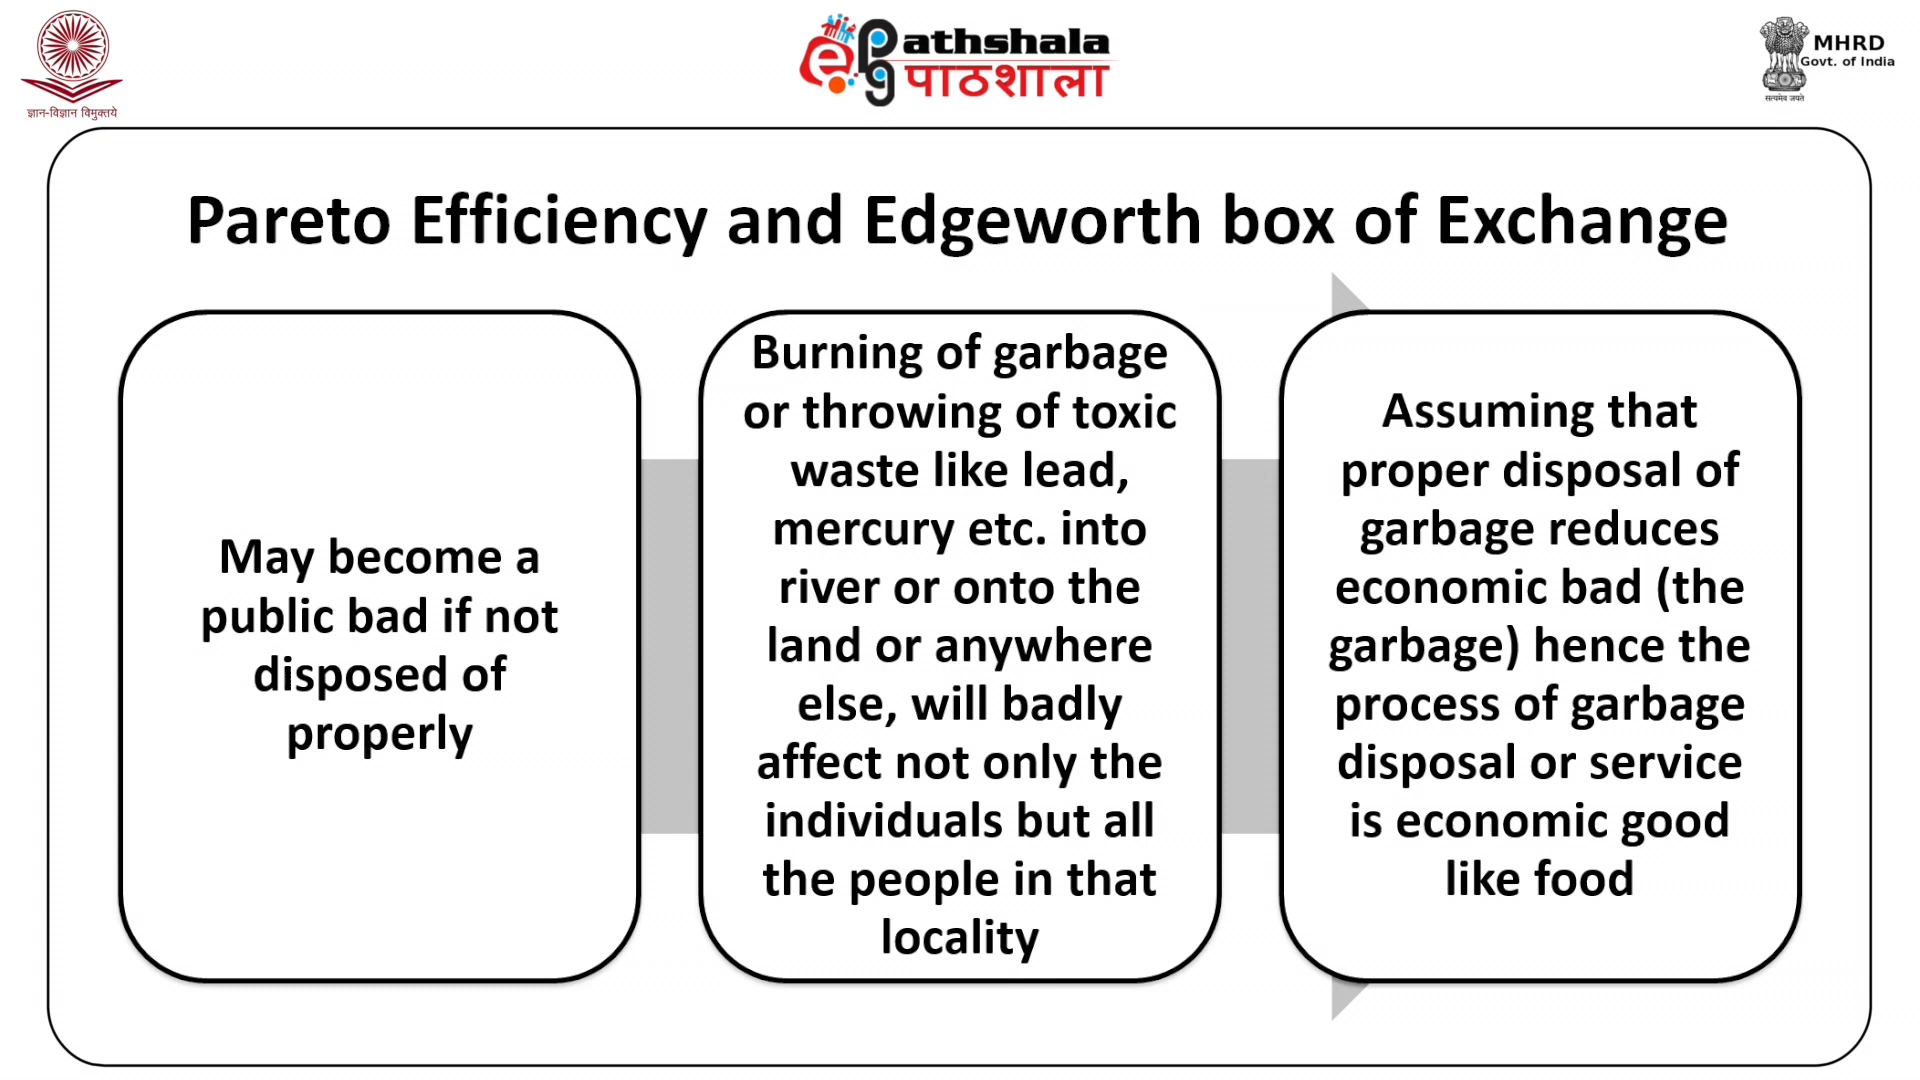 ज्ञान-विज्ञान विमुक्तये
ePG
athshala
पाठशाला
MHRD
Govt. of India
सत्यमेव जयते
Pareto Efficiency and Edgeworth box of Exchange
May become a
public bad if not
disposed of
properly
Burning of garbage
or throwing of toxic
waste like lead,
mercury etc. into
river or onto the
land or anywhere
else, will badly
affect not only the
individuals but all
the people in that
locality
Assuming that
proper disposal of
garbage reduces
economic bad (the
garbage) hence the
process of garbage
disposal or service
is economic good
like food